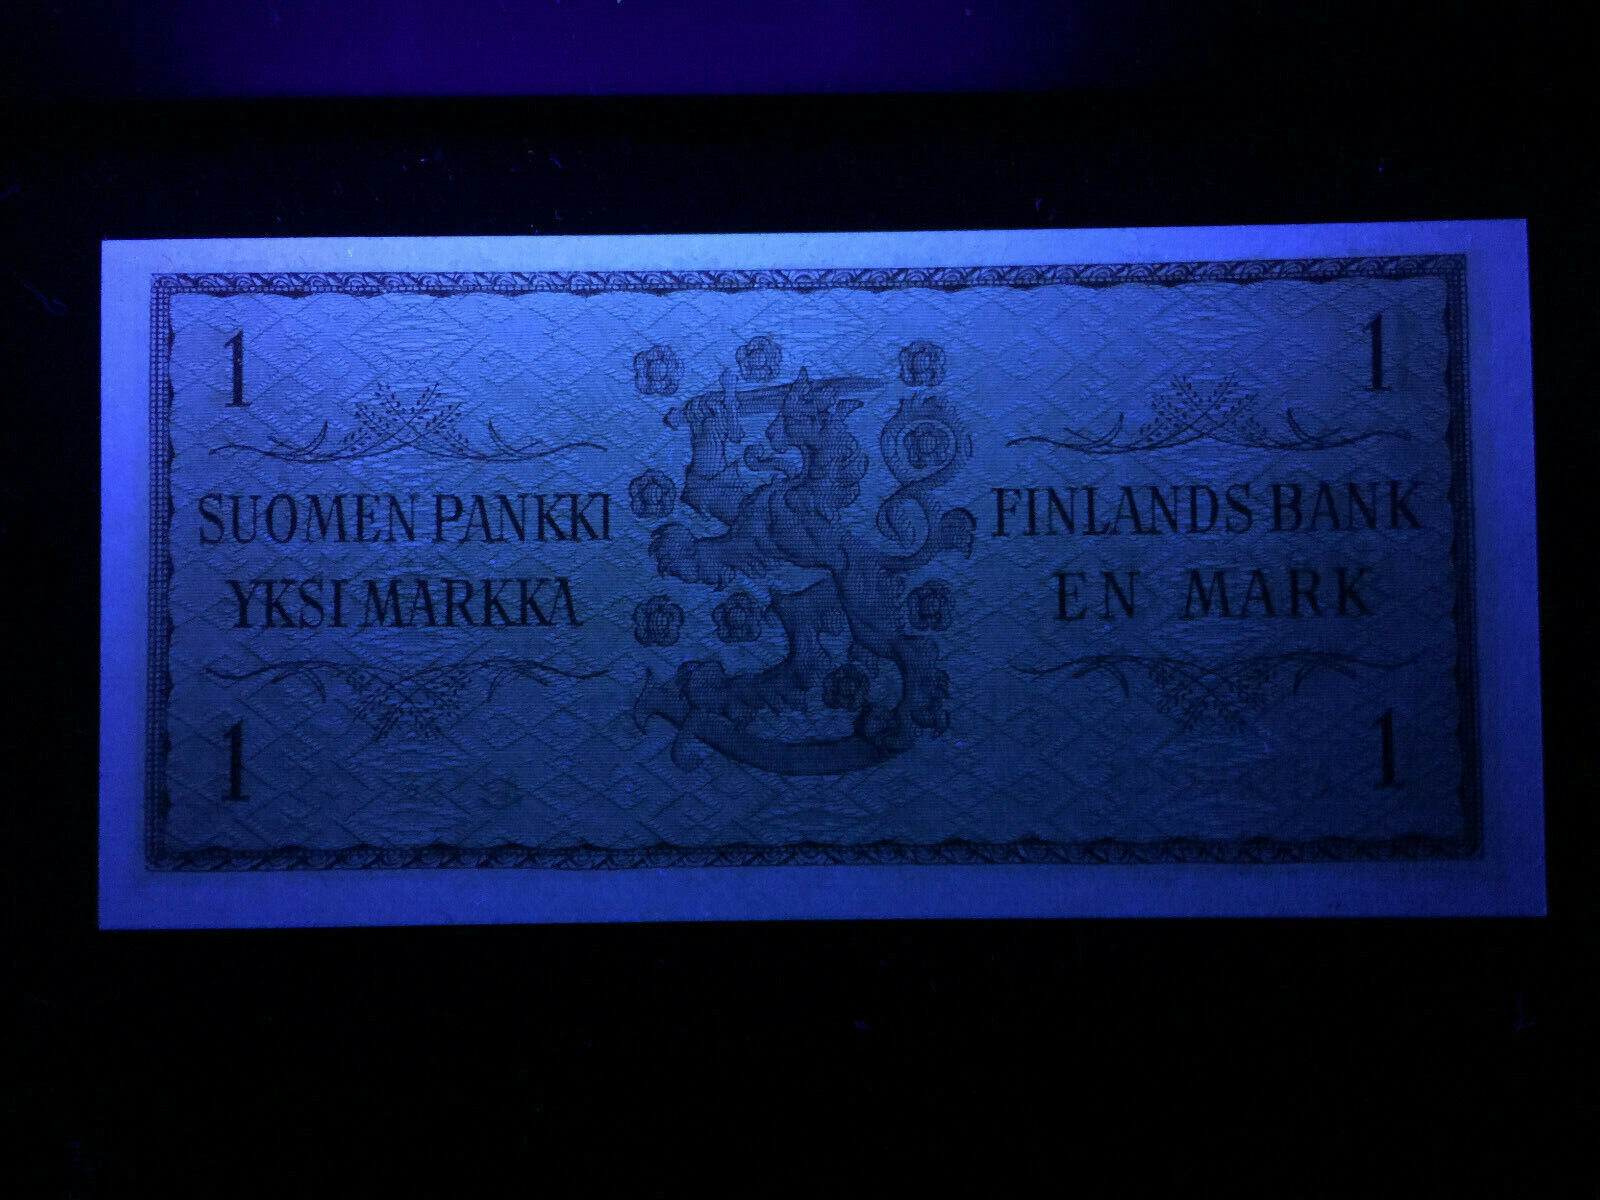 1 1
SUOMEN PANKKI
YKSI MARKKA
FINLANDS BANK
EN MARK
1 1